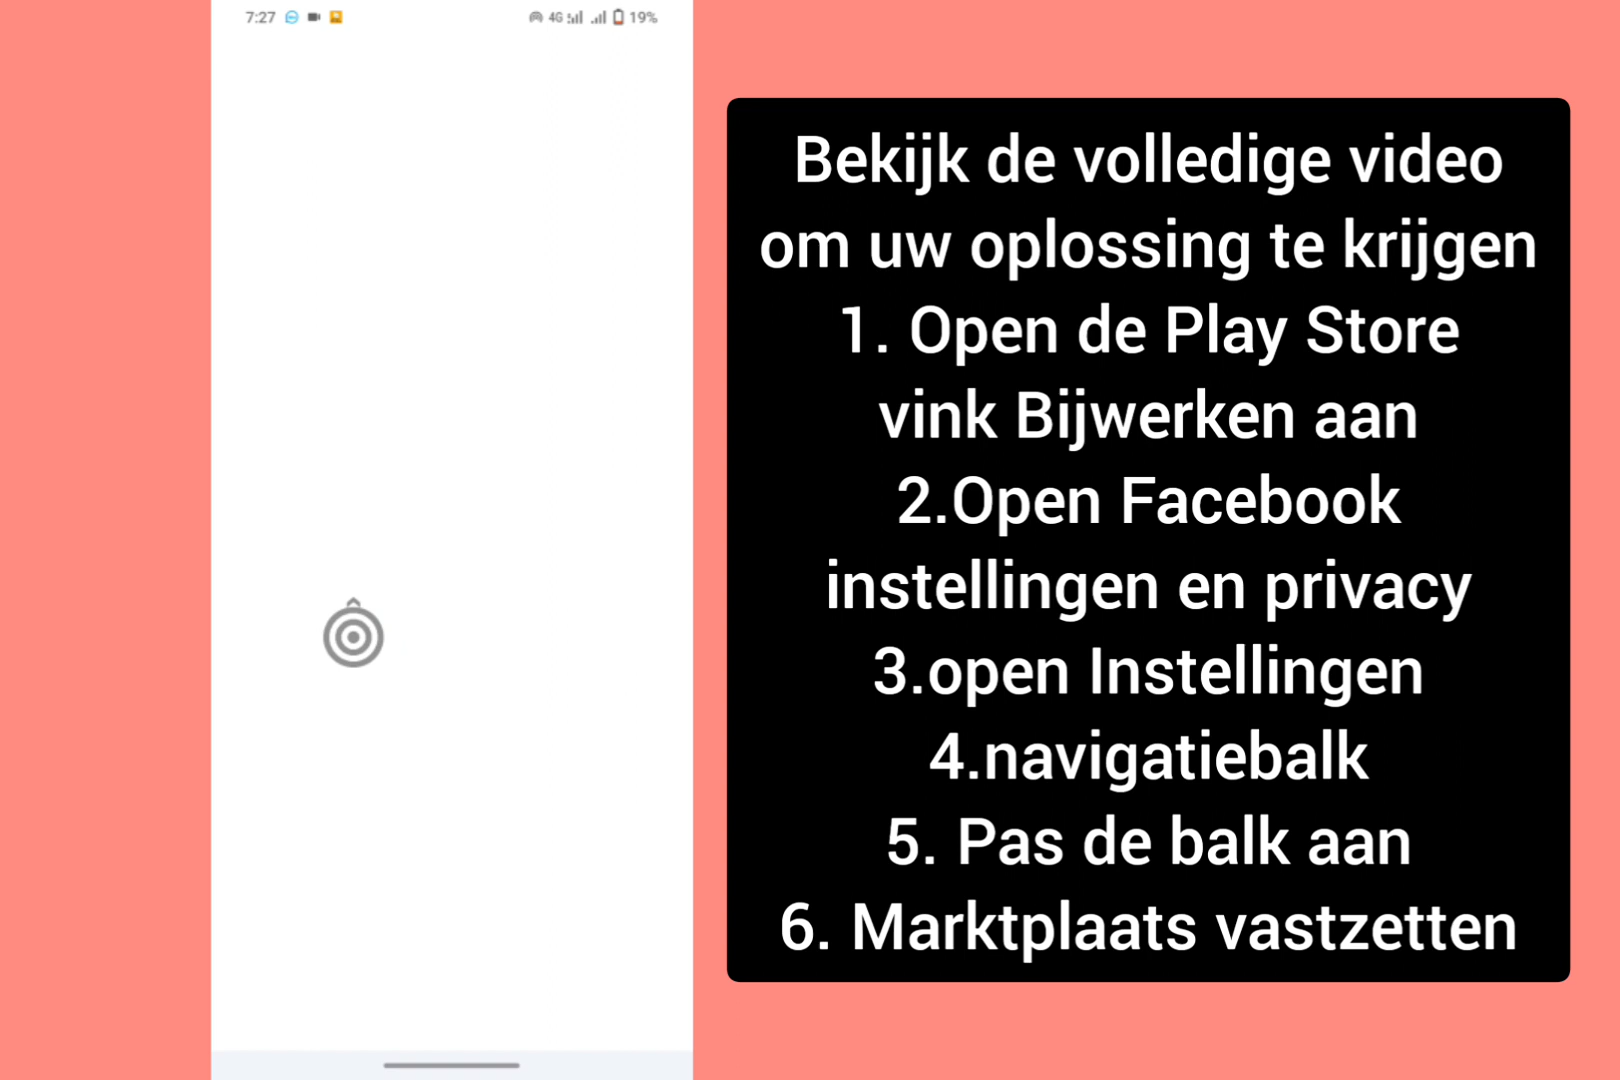 7:27 4G 19%
Bekijk de volledige video
om uw oplossing te krijgen
1. Open de Play Store
vink Bijwerken aan
2.Open Facebook
instellingen en privacy
3.open Instellingen
4.navigatiebalk
5. Pas de balk aan
6. Marktplaats vastzetten